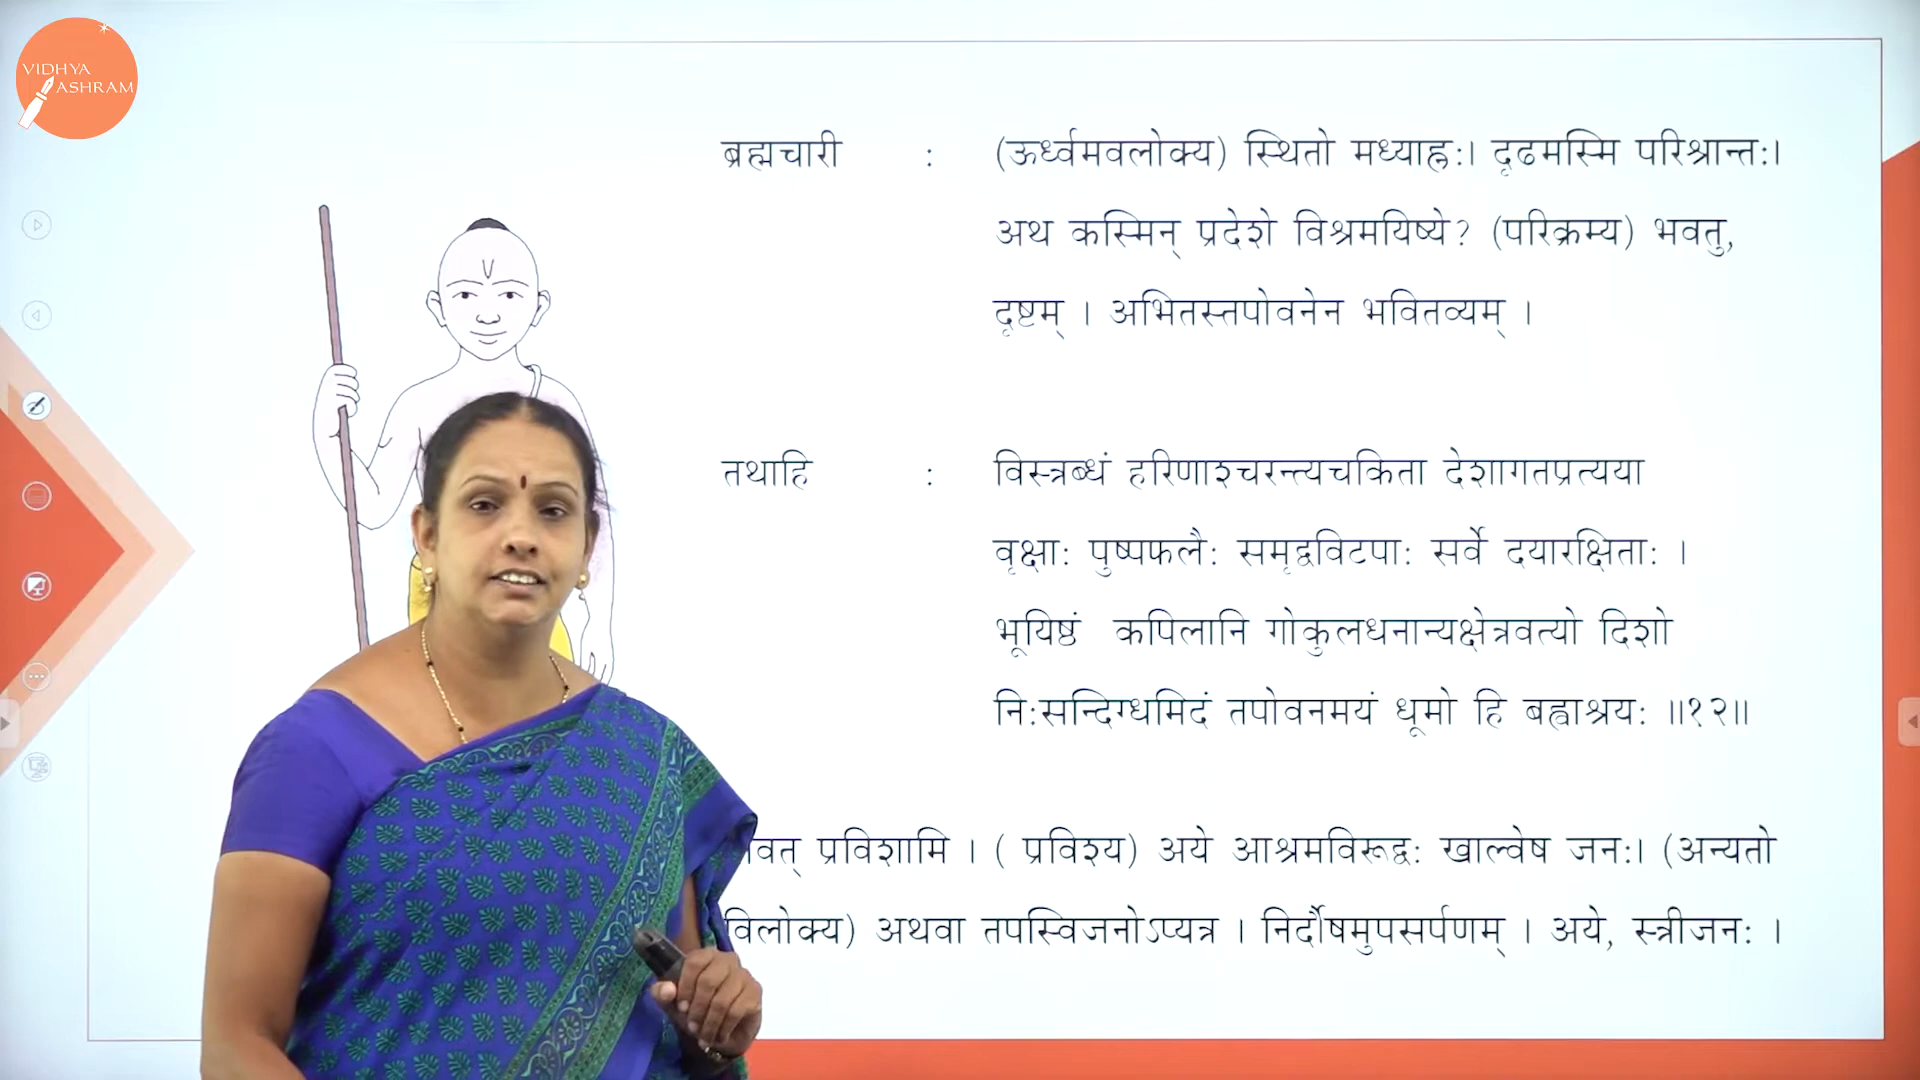 VIDHYA
ASHRAM
ब्रह्मचारी : (ऊर्ध्वमवलोक्य) स्थितो मध्याह्नः। दृढमस्मि परिश्रान्तः।
अथ कस्मिन् प्रदेशे विश्रमयिष्ये? (परिक्रम्य) भवतु,
दृष्टम् । अभितस्तपोवनेन भवितव्यम् ।
तथाहि : विस्त्रब्धं हरिणाश्चरन्त्यचकिता देशागतप्रत्यया
वृक्षाः पुष्पफलैः समृद्वविटपाः सर्वे दयारक्षिताः ।
भूयिष्ठं कपिलानि गोकुलधनान्यक्षेत्रवत्यो दिशो
निःसन्दिग्धमिदं तपोवनमयं धूमो हि बह्वाश्रयः ॥१२॥
प्रविशामि । ( प्रविश्य) अये आश्रमविरूद्वः खाल्वेष जनः। (अन्यतो
विलोक्य) अथवा तपस्विजनोऽप्यत्र । निर्दोषमुपसर्पणम् । अये, स्त्रीजनः ।